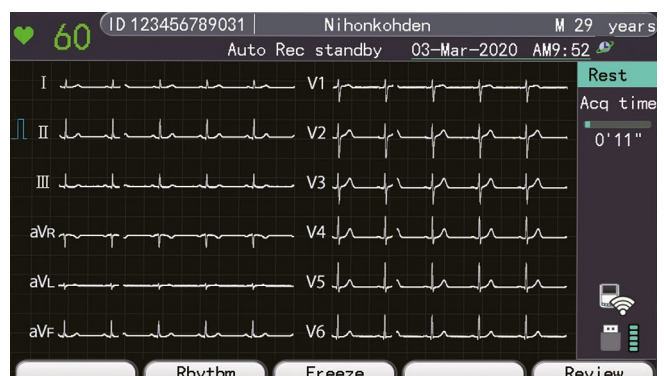 60 ID 123456789031 Nihonkohden M 29 years
Auto Rec standby 03-Mar-2020 AM9:52
Rest
Acq time
0'11"
I V1
II V2
III V3
aVR V4
aVL V5
aVF V6
Rhythm Freeze Review